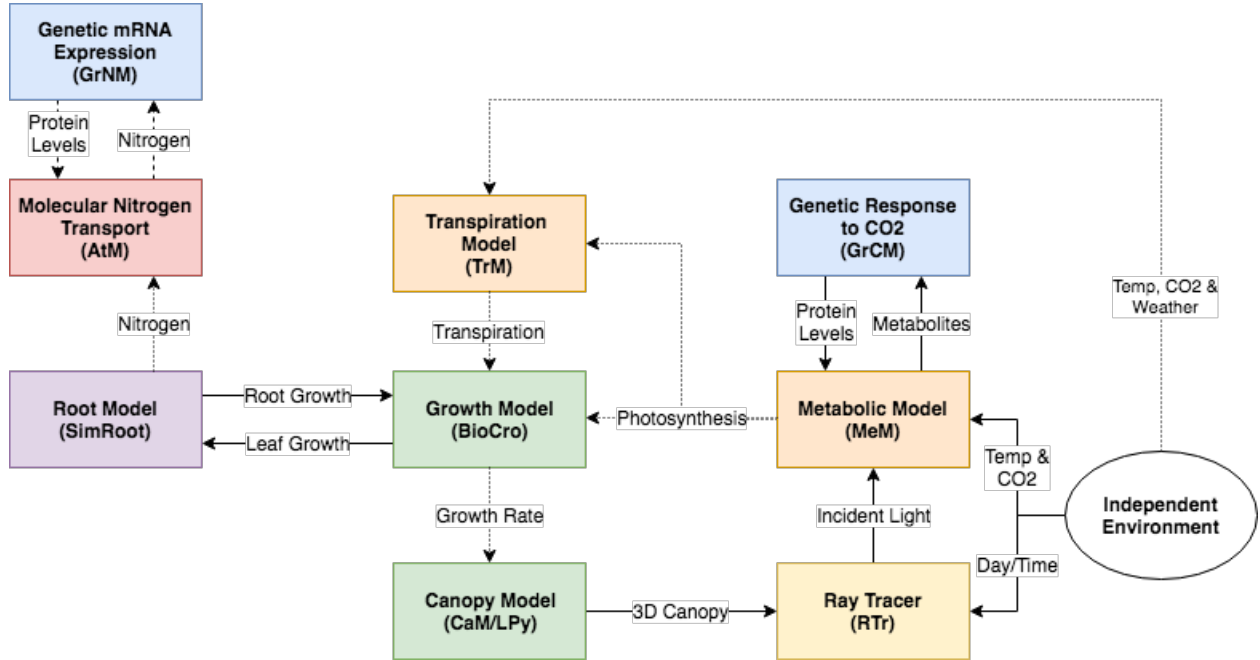 Genetic mRNA
Expression
(GrNM)
Protein
Levels
Nitrogen
Molecular Nitrogen
Transport
(AtM)
Transpiration
Model
(TrM)
Genetic Response
to CO2
(GrCM)
Temp, CO2 &
Weather
Nitrogen
Transpiration
Protein
Levels
Metabolites
Root Model
(SimRoot)
Root Growth
Leaf Growth
Growth Model
(BioCro)
Photosynthesis
Metabolic Model
(MeM)
Temp &
CO2
Independent
Environment
Growth Rate
Incident Light
Day/Time
Canopy Model
(CaM/LPy)
3D Canopy
Ray Tracer
(RTr)